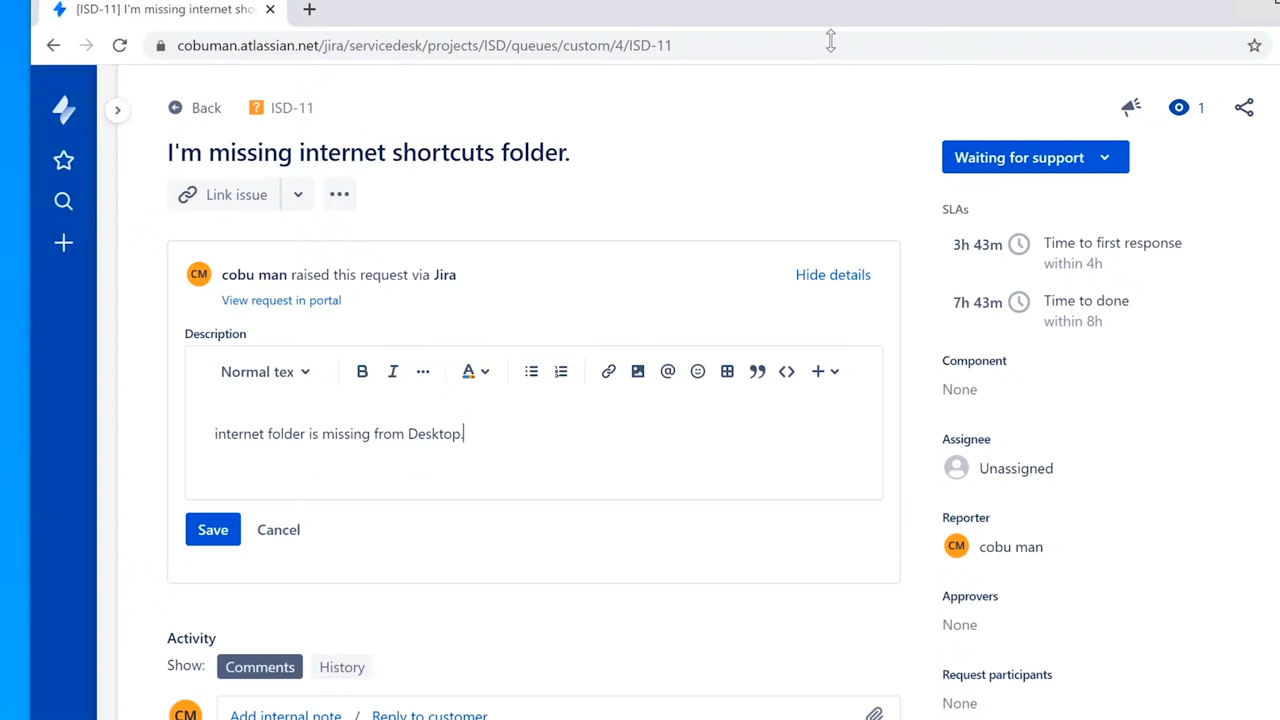 [ISD-11] I'm missing internet sho
cobuman.atlassian.net/jira/servicedesk/projects/ISD/queues/custom/4/ISD-11
Back
ISD-11
1
I'm missing internet shortcuts folder.
Waiting for support
Link issue
SLAs
3h 43m Time to first response
within 4h
7h 43m Time to done
within 8h
CM cobu man raised this request via Jira
Hide details
View request in portal
Description
Normal tex
B I A @
internet folder is missing from Desktop.
Save
Cancel
Component
None
Assignee
Unassigned
Reporter
CM cobu man
Approvers
None
Request participants
None
Activity
Show: Comments History
CM Add internal note / Reply to customer